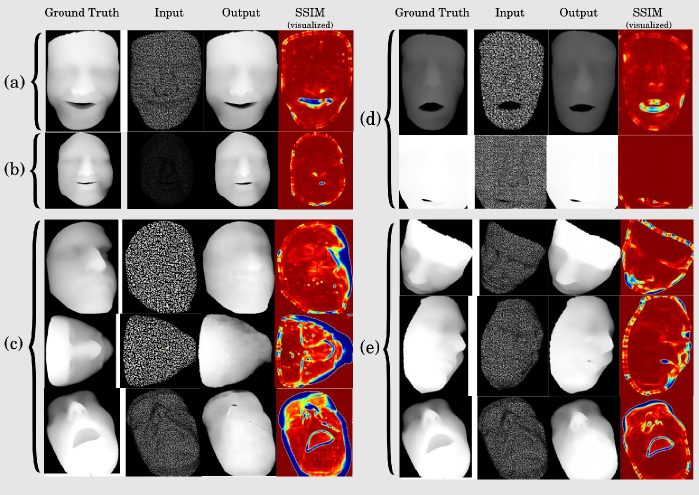 Ground Truth Input Output SSIM
(visualized)
(a)
(b)
(c)
Ground Truth Input Output SSIM
(visualized)
(d)
(e)